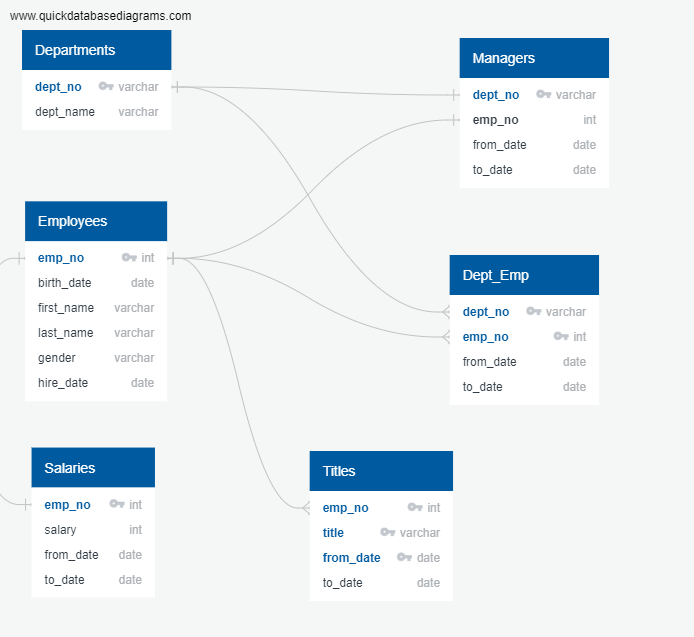 www.quickdatabasediagrams.com
Departments
dept_no varchar
dept_name varchar
Managers
dept_no varchar
emp_no int
from_date date
to_date date
Employees
emp_no int
birth_date date
first_name varchar
last_name varchar
gender varchar
hire_date date
Dept_Emp
dept_no varchar
emp_no int
from_date date
to_date date
Salaries
emp_no int
salary int
from_date date
to_date date
Titles
emp_no int
title varchar
from_date date
to_date date